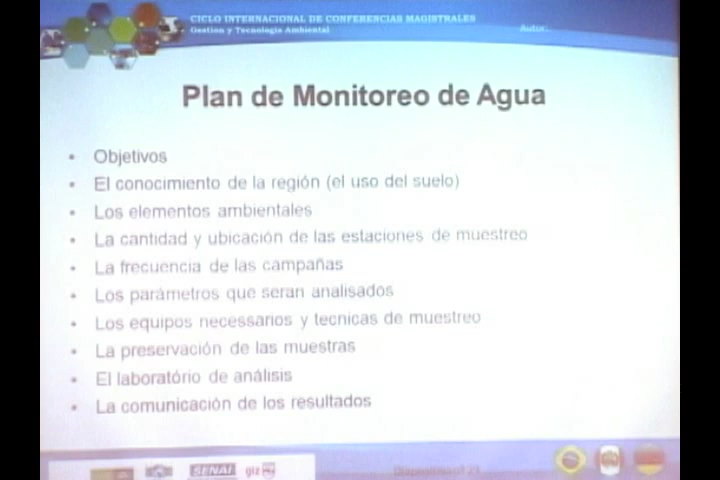 CICLO INTERNACIONAL DE CONFERENCIAS MAGISTRALES
Gestion y Tecnologia Ambiental
Autor:
Plan de Monitoreo de Agua
• Objetivos
• El conocimiento de la región (el uso del suelo)
• Los elementos ambientales
• La cantidad y ubicación de las estaciones de muestreo
• La frecuencia de las campañas
• Los parámetros que seran analisados
• Los equipos necessarios y tecnicas de muestreo
• La preservación de las muestras
• El laboratório de análisis
• La comunicación de los resultados
SENAI giz